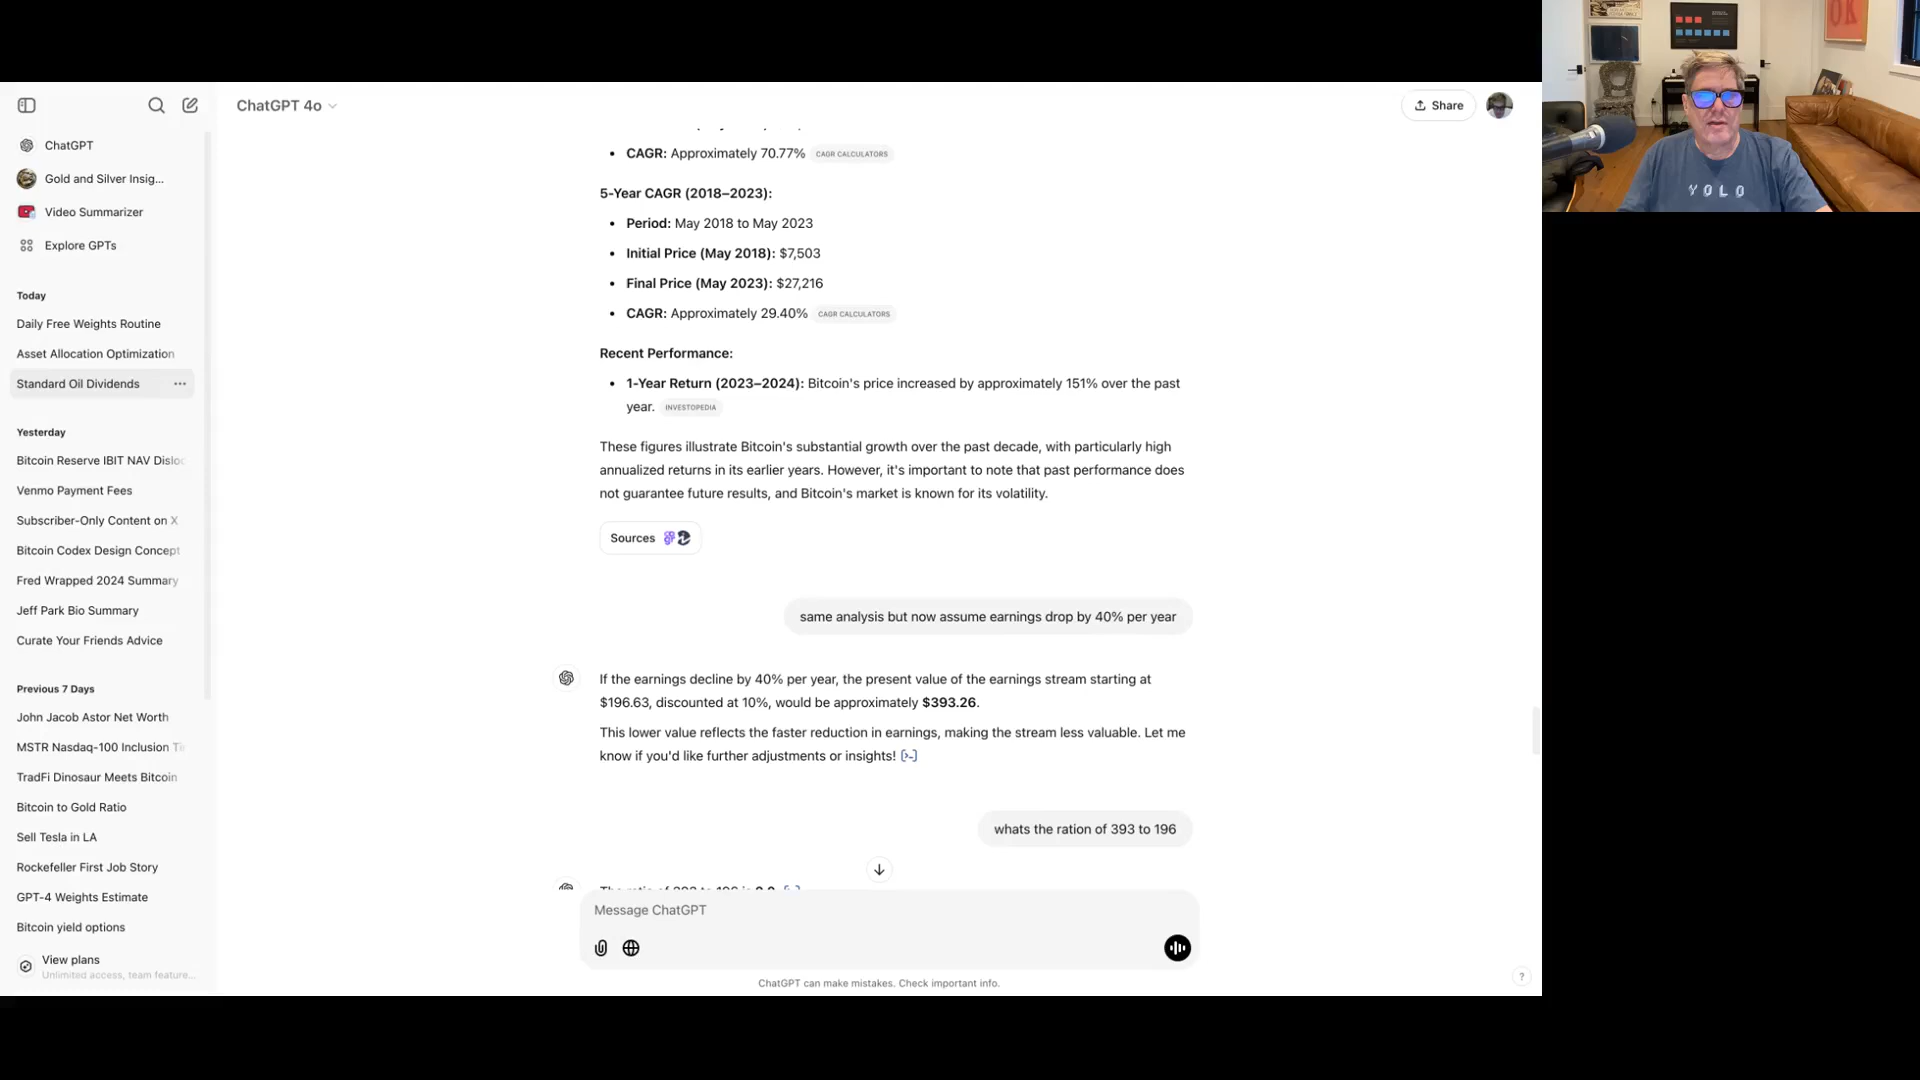 ChatGPT 4o
Share
ChatGPT
Gold and Silver Insig...
Video Summarizer
Explore GPTs
Today
Daily Free Weights Routine
Asset Allocation Optimization
Standard Oil Dividends
Yesterday
Bitcoin Reserve IBIT NAV Disloc
Venmo Payment Fees
Subscriber-Only Content on X
Bitcoin Codex Design Concept
Fred Wrapped 2024 Summary
Jeff Park Bio Summary
Curate Your Friends Advice
Previous 7 Days
John Jacob Astor Net Worth
MSTR Nasdaq-100 Inclusion Ti
TradFi Dinosaur Meets Bitcoin
Bitcoin to Gold Ratio
Sell Tesla in LA
Rockefeller First Job Story
GPT-4 Weights Estimate
Bitcoin yield options
View plans
Unlimited access, team feature...
• CAGR: Approximately 70.77% CAGR CALCULATORS
5-Year CAGR (2018–2023):
• Period: May 2018 to May 2023
• Initial Price (May 2018): $7,503
• Final Price (May 2023): $27,216
• CAGR: Approximately 29.40% CAGR CALCULATORS
Recent Performance:
• 1-Year Return (2023–2024): Bitcoin's price increased by approximately 151% over the past
year. INVESTOPEDIA
These figures illustrate Bitcoin's substantial growth over the past decade, with particularly high
annualized returns in its earlier years. However, it's important to note that past performance does
not guarantee future results, and Bitcoin's market is known for its volatility.
Sources
same analysis but now assume earnings drop by 40% per year
If the earnings decline by 40% per year, the present value of the earnings stream starting at
$196.63, discounted at 10%, would be approximately $393.26.
This lower value reflects the faster reduction in earnings, making the stream less valuable. Let me
know if you'd like further adjustments or insights! [>-]
whats the ration of 393 to 196
The ratio of 393 to 196 is 2.0.
Message ChatGPT
ChatGPT can make mistakes. Check important info.
?
OK
YOLO